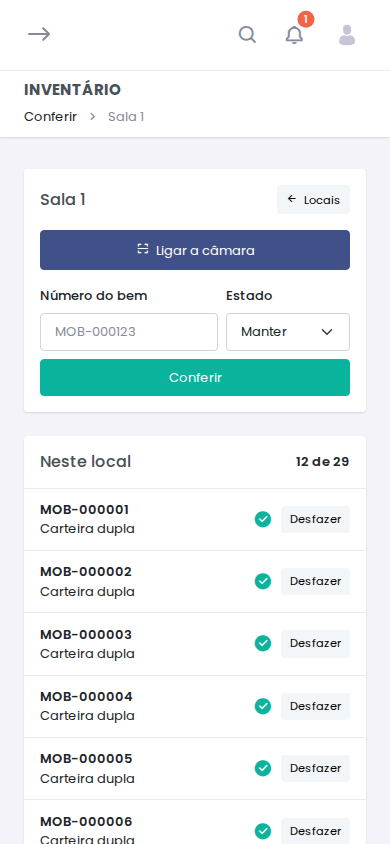 1
INVENTÁRIO
Conferir > Sala 1
Sala 1
Locais
Ligar a câmara
Número do bem
Estado
MOB-000123
Manter
Conferir
Neste local
12 de 29
MOB-000001
Carteira dupla
Desfazer
MOB-000002
Carteira dupla
Desfazer
MOB-000003
Carteira dupla
Desfazer
MOB-000004
Carteira dupla
Desfazer
MOB-000005
Carteira dupla
Desfazer
MOB-000006
Carteira dupla
Desfazer